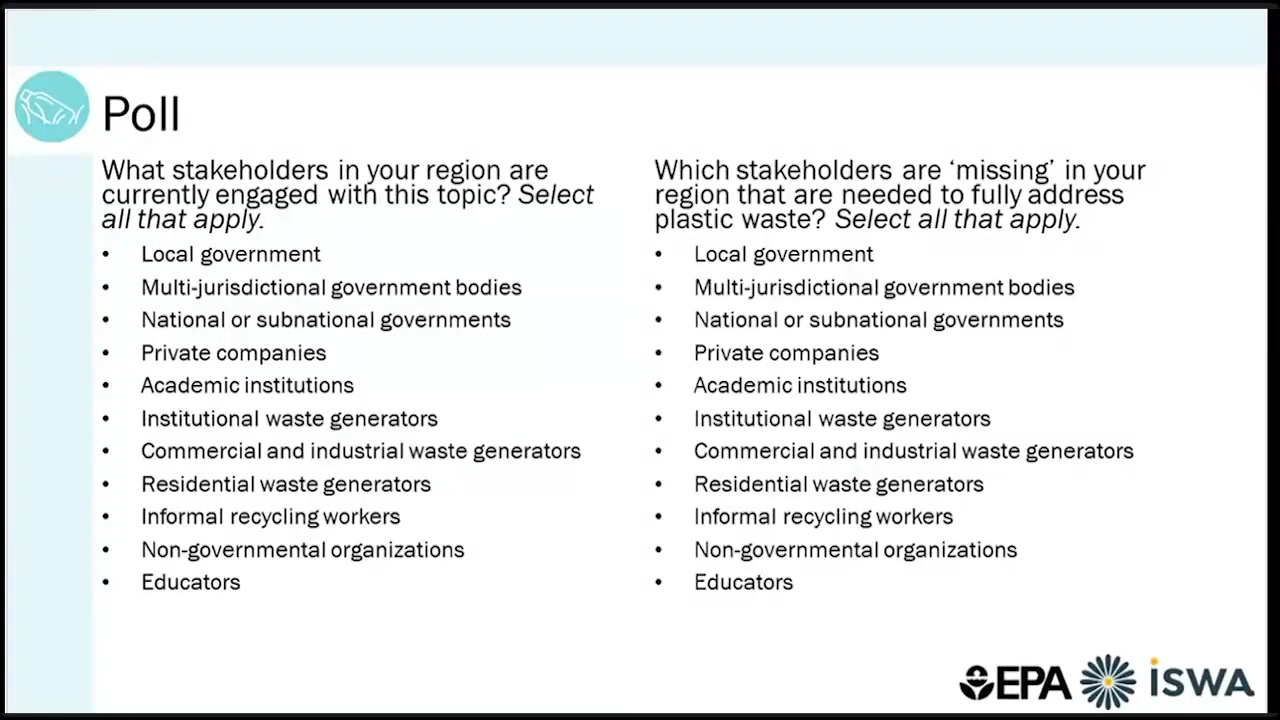 Poll
What stakeholders in your region are
currently engaged with this topic? Select
all that apply.
• Local government
• Multi-jurisdictional government bodies
• National or subnational governments
• Private companies
• Academic institutions
• Institutional waste generators
• Commercial and industrial waste generators
• Residential waste generators
• Informal recycling workers
• Non-governmental organizations
• Educators
Which stakeholders are ‘missing’ in your
region that are needed to fully address
plastic waste? Select all that apply.
• Local government
• Multi-jurisdictional government bodies
• National or subnational governments
• Private companies
• Academic institutions
• Institutional waste generators
• Commercial and industrial waste generators
• Residential waste generators
• Informal recycling workers
• Non-governmental organizations
• Educators
EPA iSWA